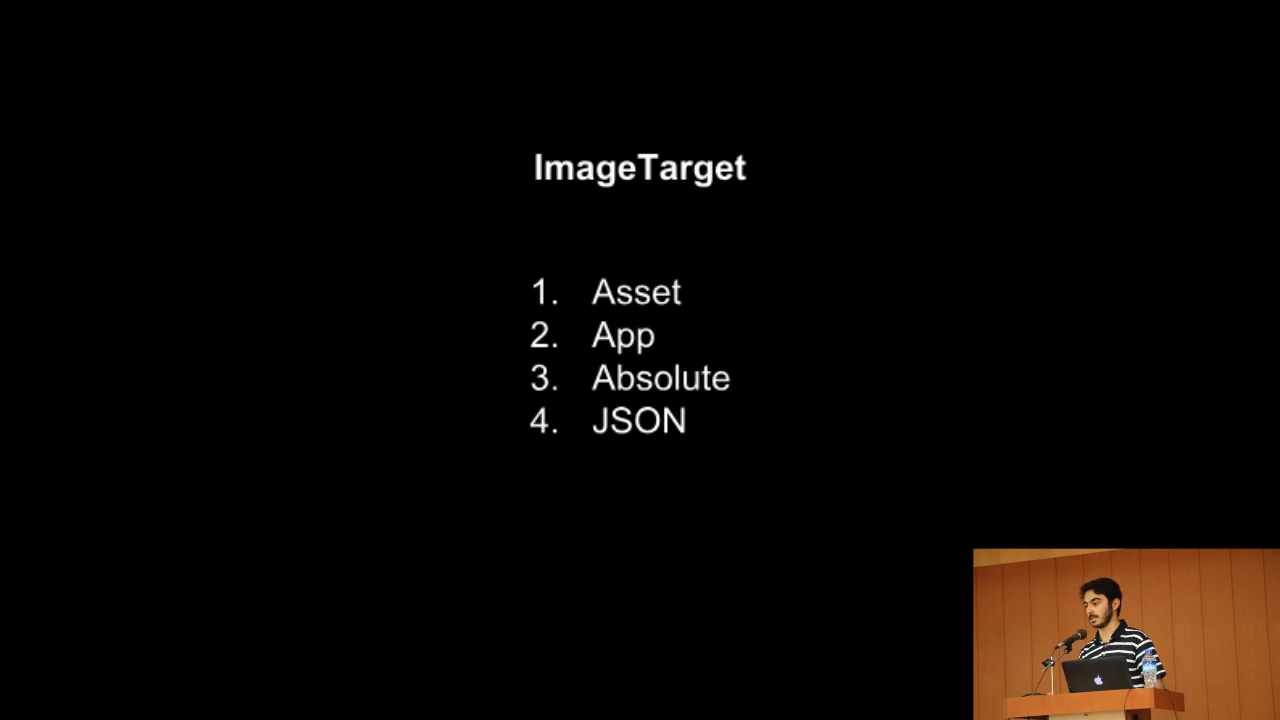 ImageTarget
1. Asset
2. App
3. Absolute
4. JSON